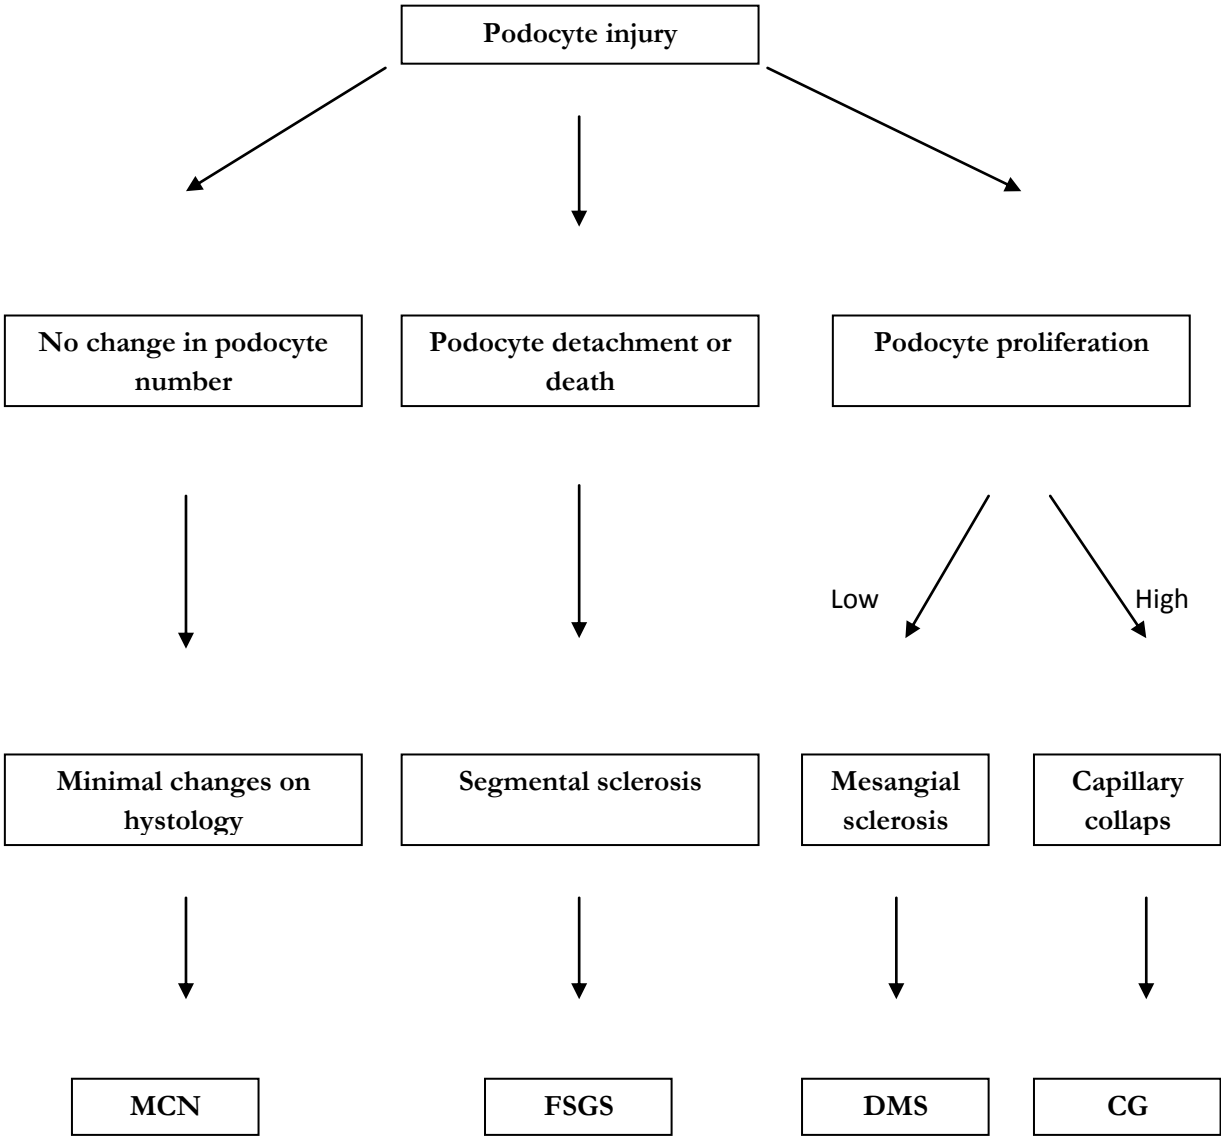 Podocyte injury
No change in podocyte
number
Podocyte detachment or
death
Podocyte proliferation
Low
High
Minimal changes on
hystology
Segmental sclerosis
Mesangial
sclerosis
Capillary
collaps
MCN
FSGS
DMS
CG